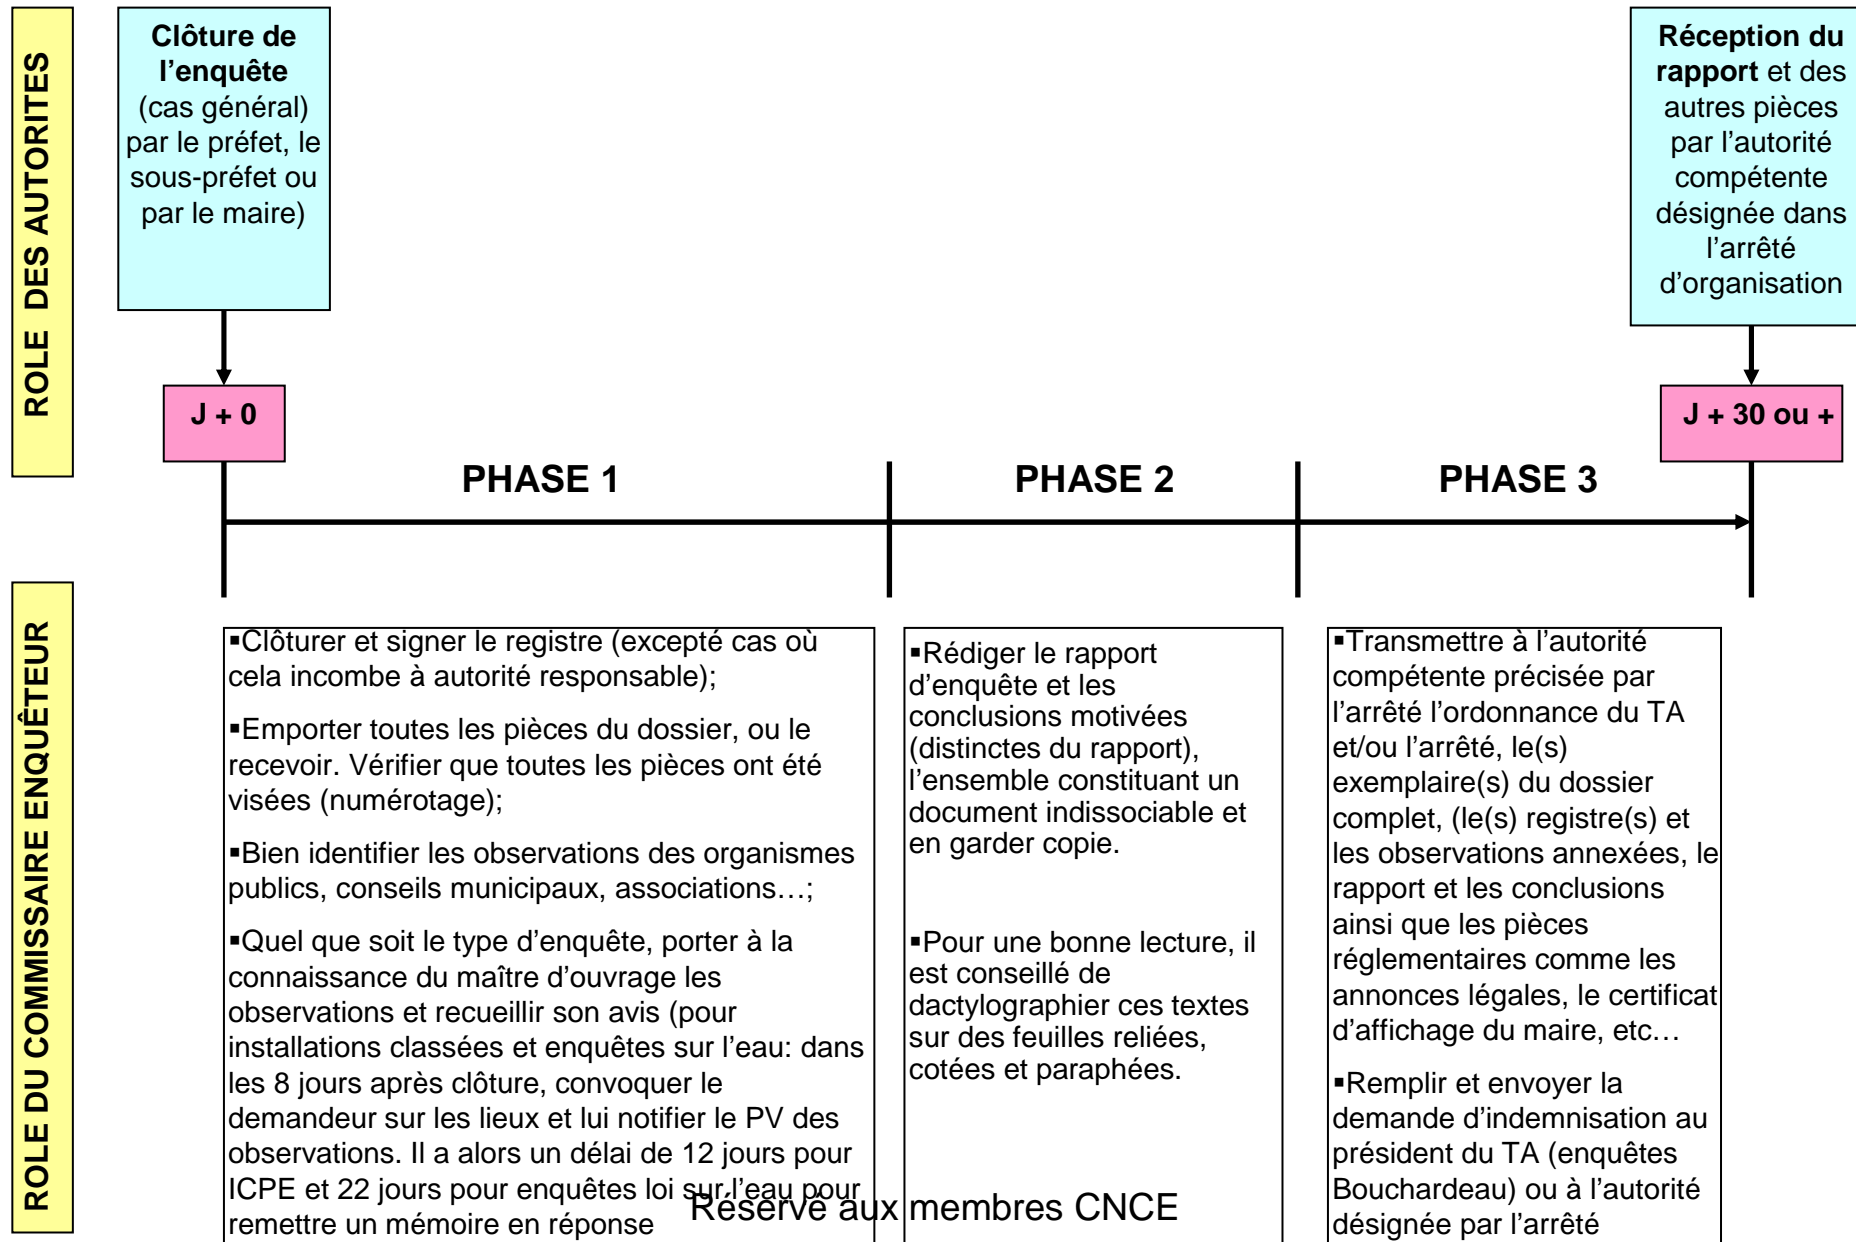 ROLE DES AUTORITES
Clôture de
l’enquête
(cas général)
par le préfet, le
sous-préfet ou
par le maire)
Réception du
rapport et des
autres pièces
par l’autorité
compétente
désignée dans
l’arrêté
d’organisation
J + 0
J + 30 ou +
PHASE 1
PHASE 2
PHASE 3
ROLE DU COMMISSAIRE ENQUÊTEUR
▪Clôturer et signer le registre (excepté cas où
cela incombe à autorité responsable);
▪Emporter toutes les pièces du dossier, ou le
recevoir. Vérifier que toutes les pièces ont été
visées (numérotage);
▪Bien identifier les observations des organismes
publics, conseils municipaux, associations…;
▪Quel que soit le type d’enquête, porter à la
connaissance du maître d’ouvrage les
observations et recueillir son avis (pour
installations classées et enquêtes sur l’eau: dans
les 8 jours après clôture, convoquer le
demandeur sur les lieux et lui notifier le PV des
observations. Il a alors un délai de 12 jours pour
ICPE et 22 jours pour enquêtes loi sur l’eau pour
remettre un mémoire en réponse
▪Rédiger le rapport
d’enquête et les
conclusions motivées
(distinctes du rapport),
l’ensemble constituant un
document indissociable et
en garder copie.
▪Pour une bonne lecture, il
est conseillé de
dactylographier ces textes
sur des feuilles reliées,
cotées et paraphées.
▪Transmettre à l’autorité
compétente précisée par
l’arrêté l’ordonnance du TA
et/ou l’arrêté, le(s)
exemplaire(s) du dossier
complet, (le(s) registre(s) et
les observations annexées, le
rapport et les conclusions
ainsi que les pièces
réglementaires comme les
annonces légales, le certificat
d’affichage du maire, etc…
▪Remplir et envoyer la
demande d’indemnisation au
président du TA (enquêtes
Bouchardeau) ou à l’autorité
désignée par l’arrêté
Réservé aux membres CNCE